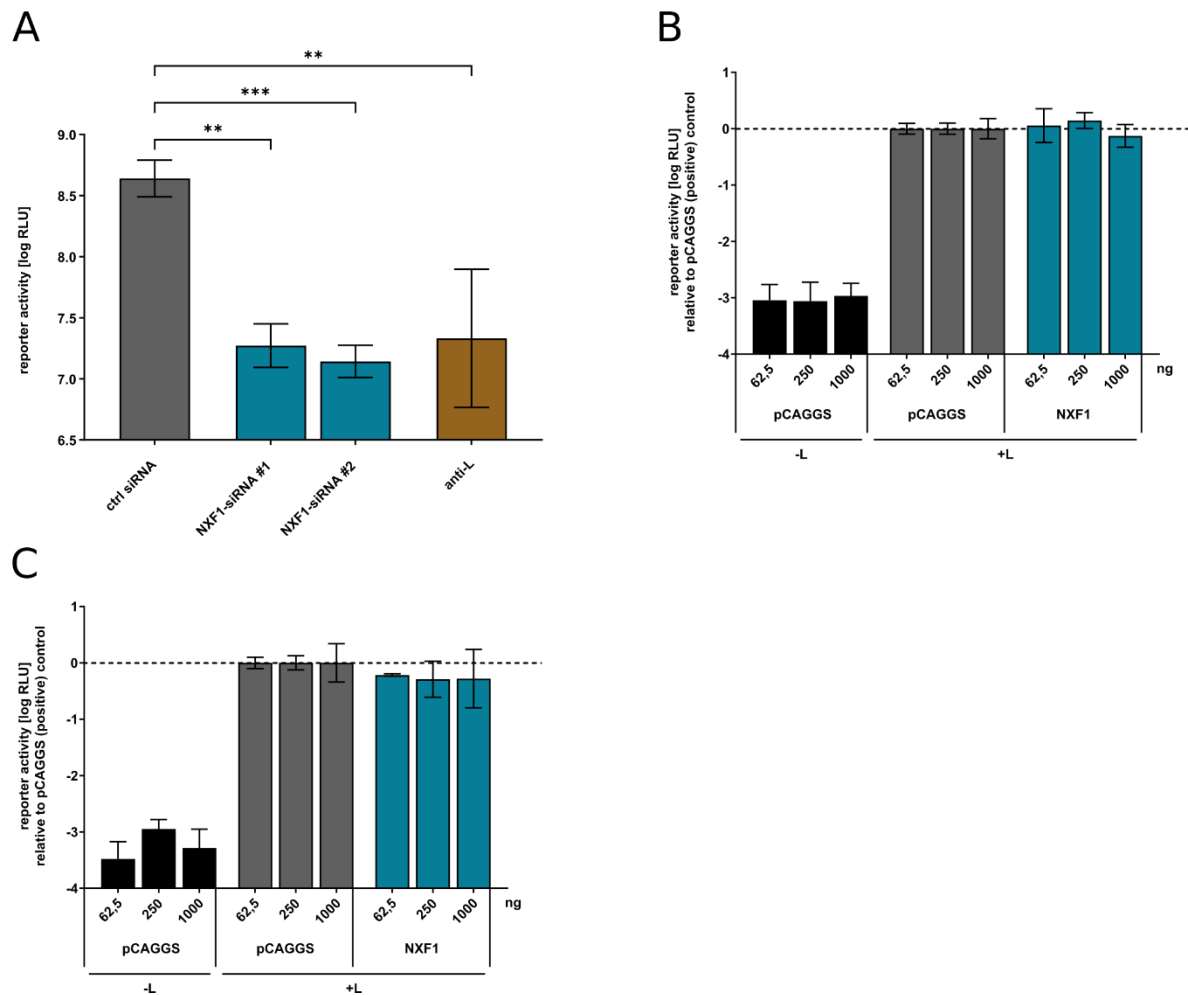 A
**
***
**
9.0
8.5
8.0
7.5
7.0
6.5
reporter activity [log RLU]
ctrl siRNA
NXF1-siRNA #1
NXF1-siRNA #2
anti-L
B
1
0
-1
-2
-3
-4
reporter activity [log RLU]
relative to pCAGGS (positive) control
62,5
250
1000
62,5
250
1000
62,5
250
1000
ng
pCAGGS
pCAGGS
NXF1
-L
+L
C
1
0
-1
-2
-3
-4
reporter activity [log RLU]
relative to pCAGGS (positive) control
62,5
250
1000
62,5
250
1000
62,5
250
1000
ng
pCAGGS
pCAGGS
NXF1
-L
+L